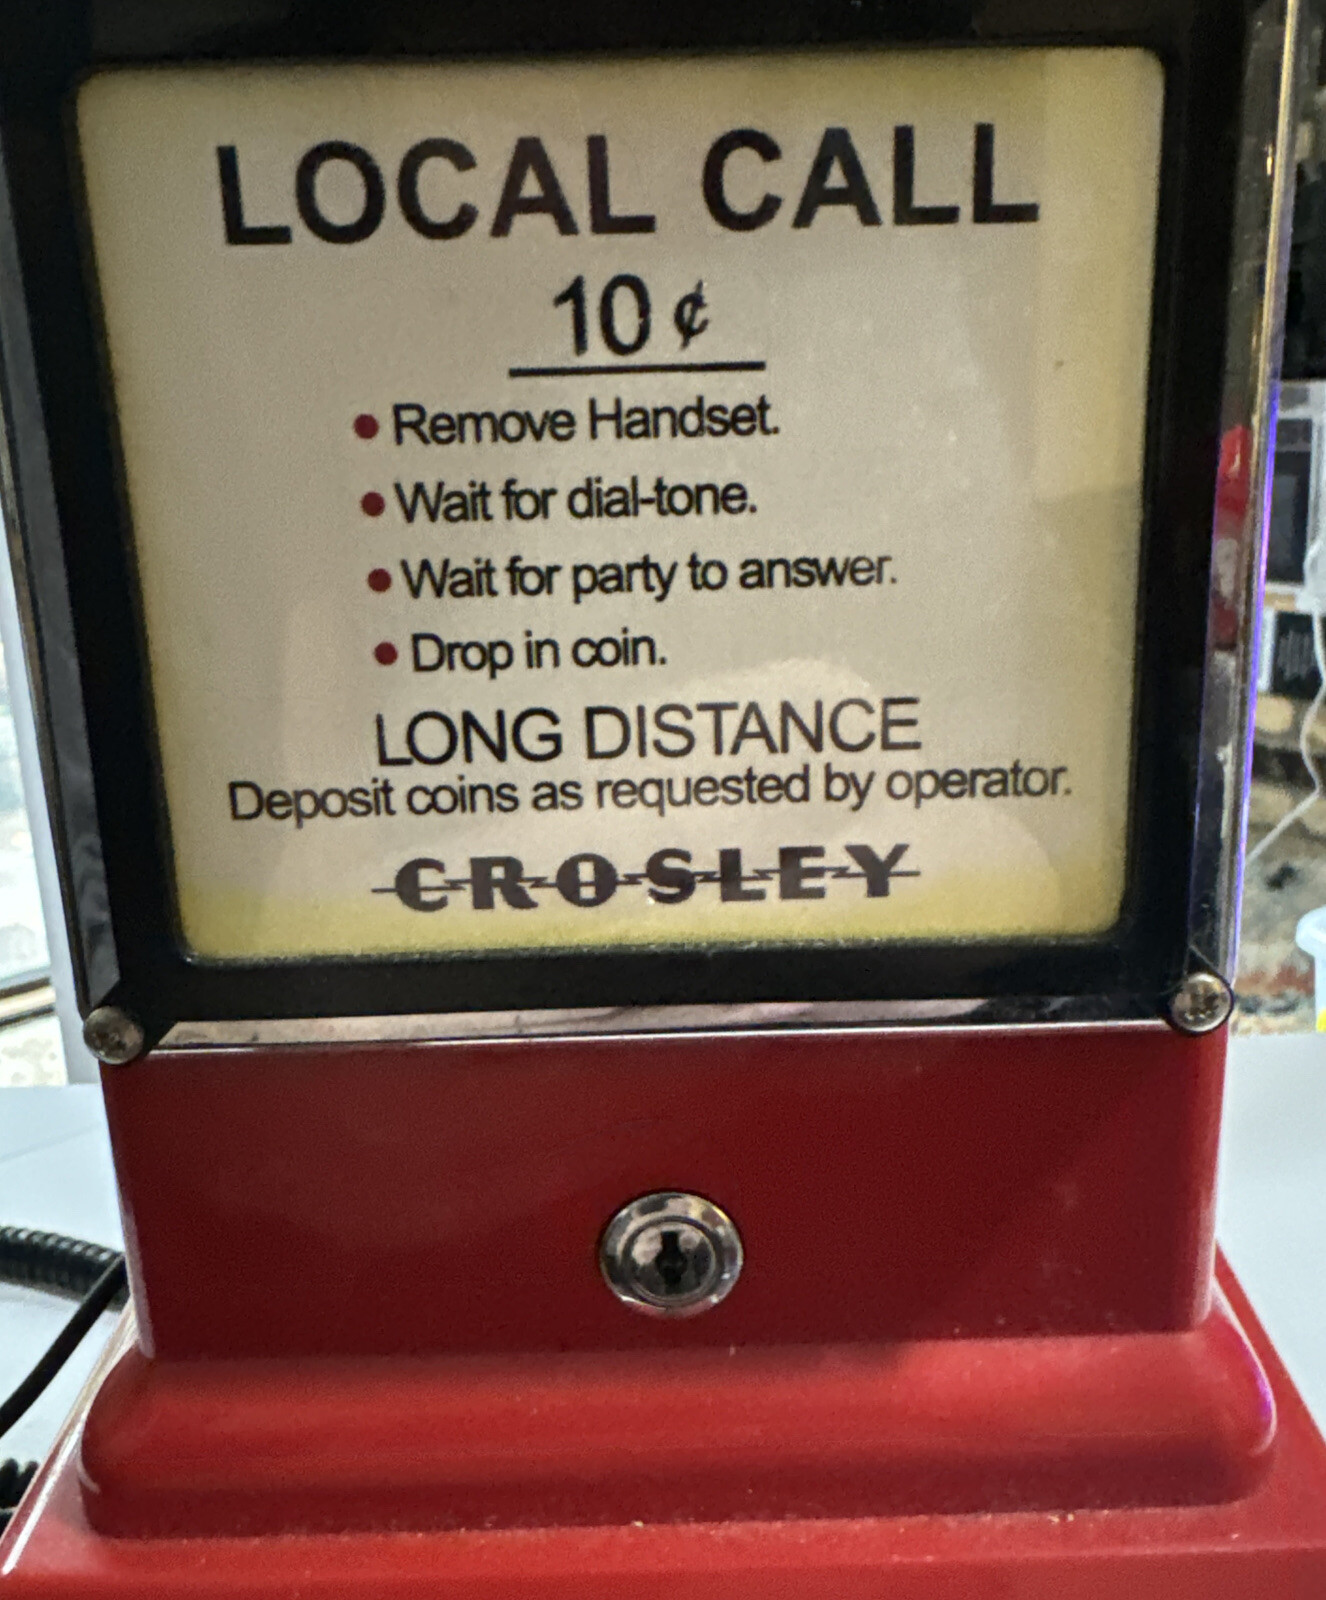 LOCAL CALL
10 ¢
• Remove Handset.
• Wait for dial-tone.
• Wait for party to answer.
• Drop in coin.
LONG DISTANCE
Deposit coins as requested by operator.
CROSLEY